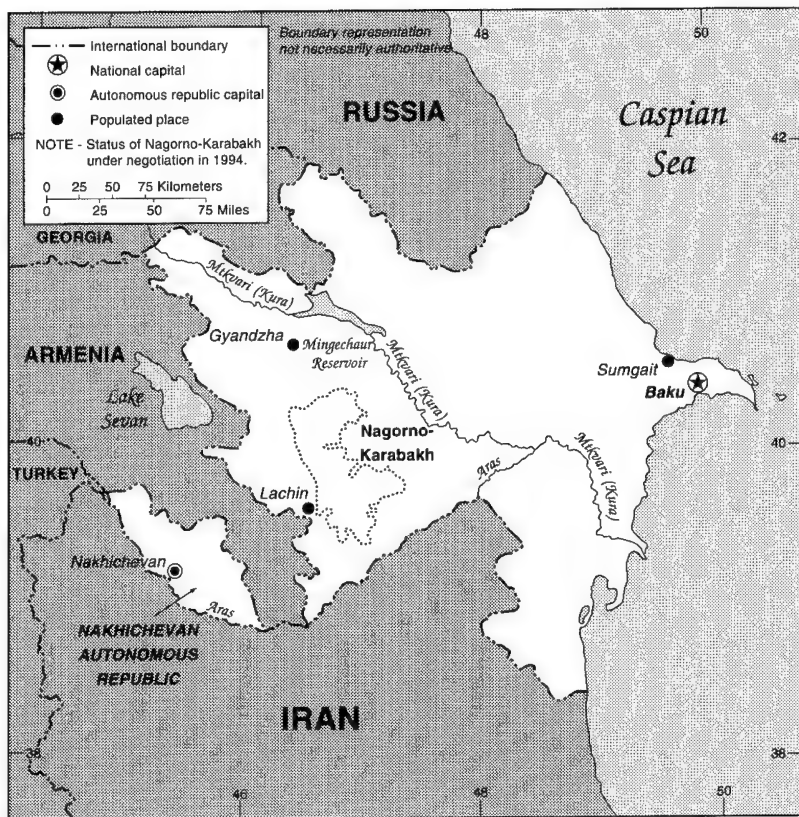 International boundary
National capital
Autonomous republic capital
Populated place
NOTE - Status of Nagorno-Karabakh
under negotiation in 1994.
0 25 50 75 Kilometers
0 25 50 75 Miles
Boundary representation
not necessarily authoritative
48
50
RUSSIA
Caspian
Sea
42
42
GEORGIA
Mtkvari (Kura)
Gyandzha
Mingechaur
Reservoir
ARMENIA
Mtkvari (Kura)
Sumgait
Baku
Lake
Sevan
Nagorno-
Karabakh
40
40
TURKEY
Aras
Mtkvari (Kura)
Lachin
Nakhichevan
Aras
NAKHICHEVAN
AUTONOMOUS
REPUBLIC
IRAN
38
38
46
48
50